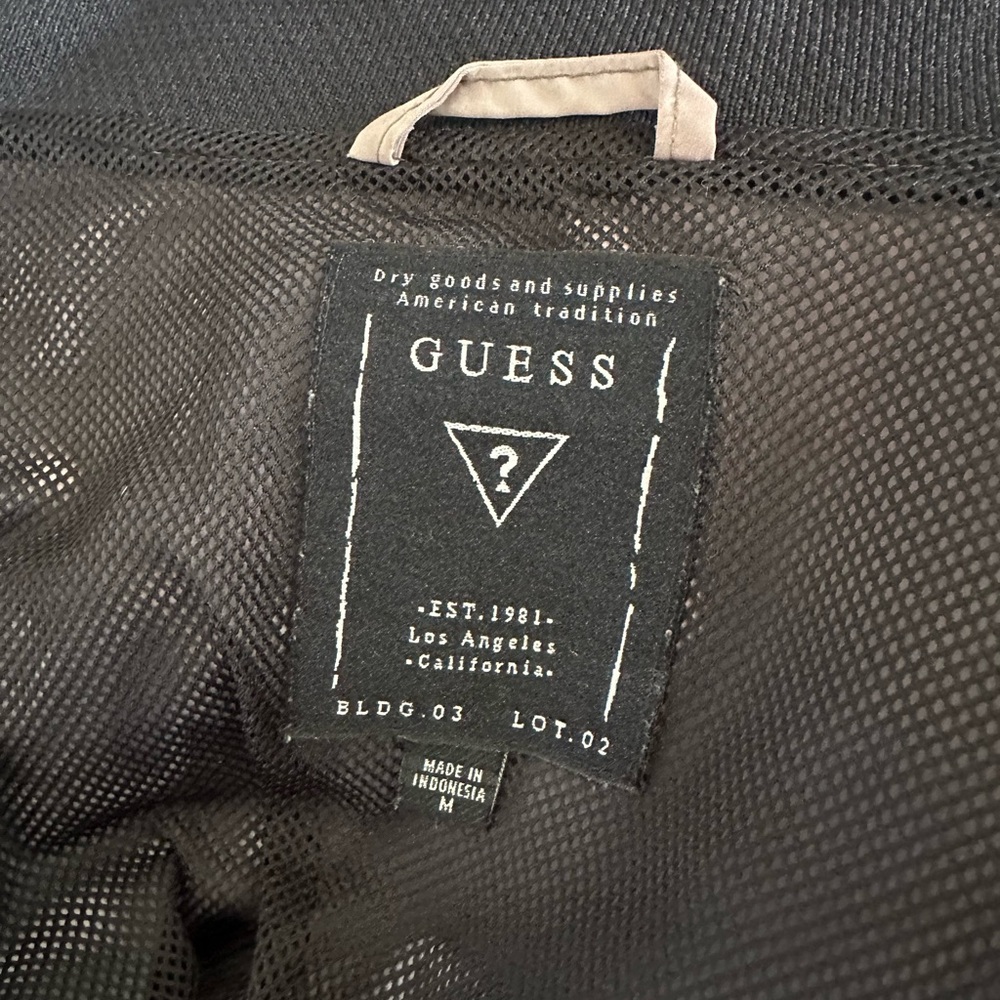 Dry goods and supplies
American tradition
GUESS
?
-EST.1981-
Los Angeles
-California-
BLDG.03 LOT.02
MADE IN
INDONESIA
M